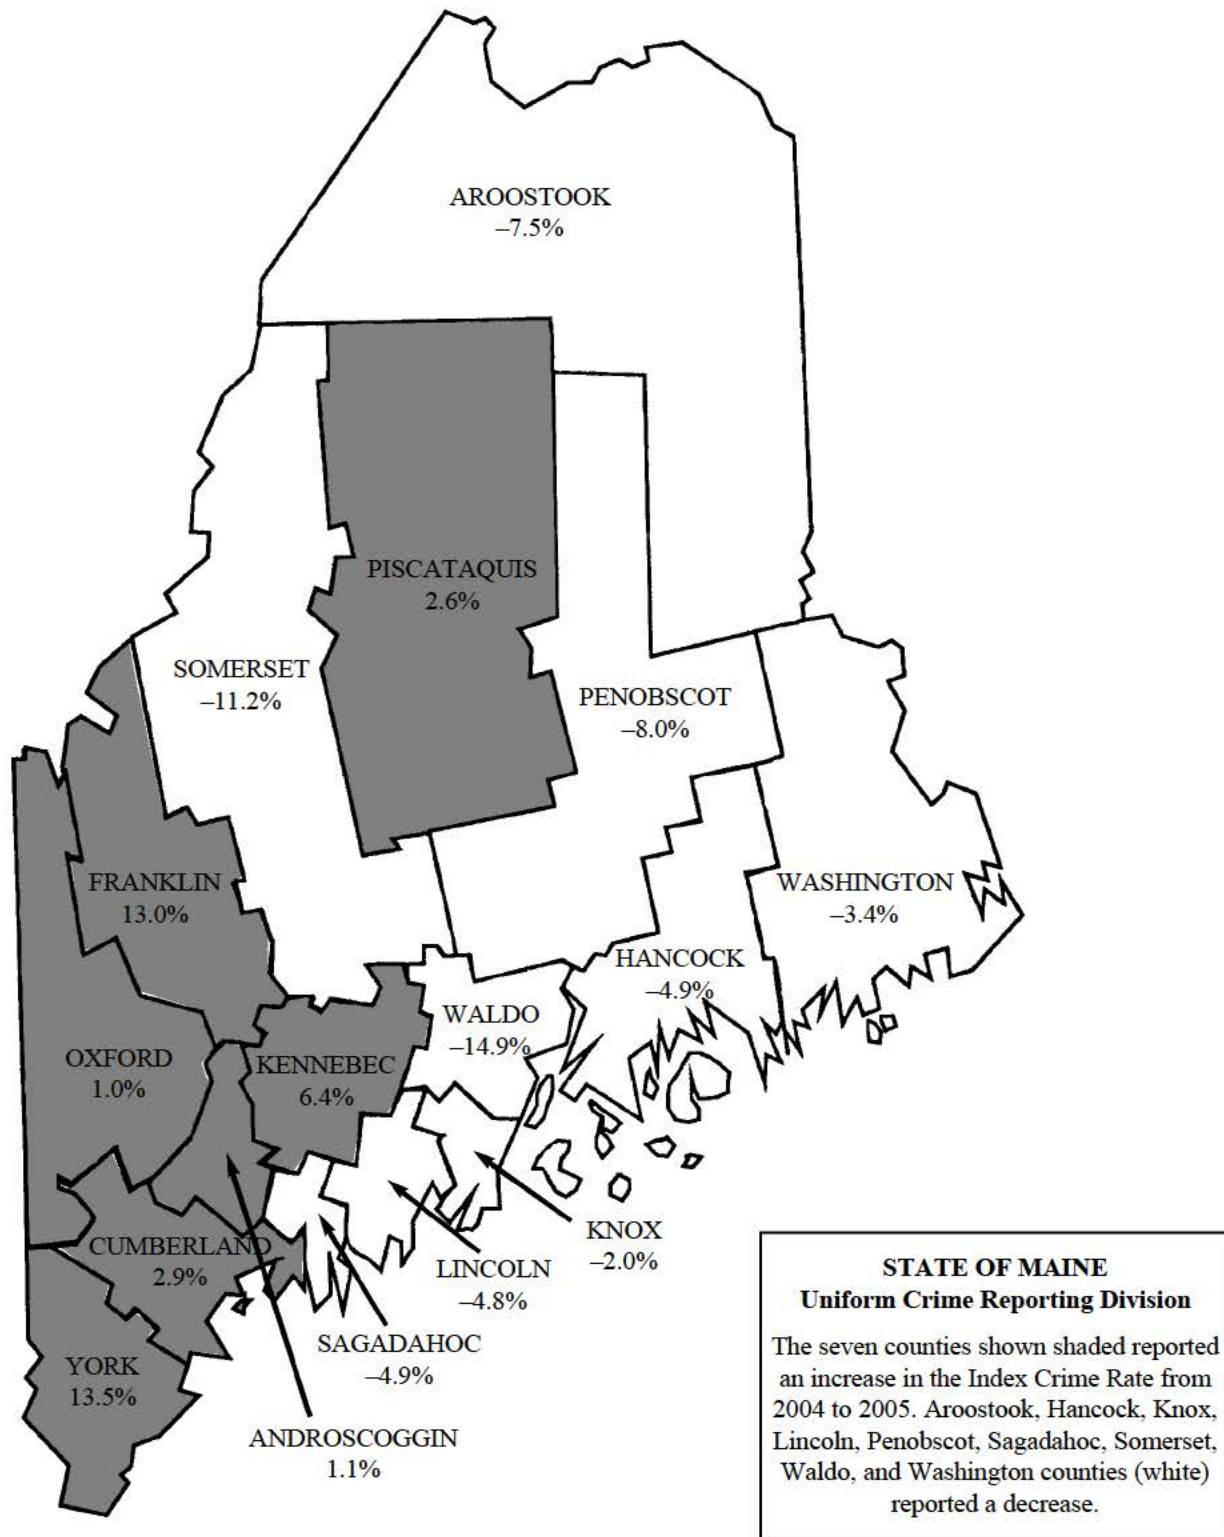 AROOSTOOK
–7.5%
PISCATAQUIS
2.6%
SOMERSET
–11.2%
PENOBSCOT
–8.0%
FRANKLIN
13.0%
WASHINGTON
–3.4%
HANCOCK
–4.9%
WALDO
–14.9%
OXFORD
1.0%
KENNEBEC
6.4%
KNOX
–2.0%
CUMBERLAND
2.9%
LINCOLN
–4.8%
SAGADAHOC
–4.9%
YORK
13.5%
ANDROSCOGGIN
1.1%
STATE OF MAINE
Uniform Crime Reporting Division
The seven counties shown shaded reported
an increase in the Index Crime Rate from
2004 to 2005. Aroostook, Hancock, Knox,
Lincoln, Penobscot, Sagadahoc, Somerset,
Waldo, and Washington counties (white)
reported a decrease.